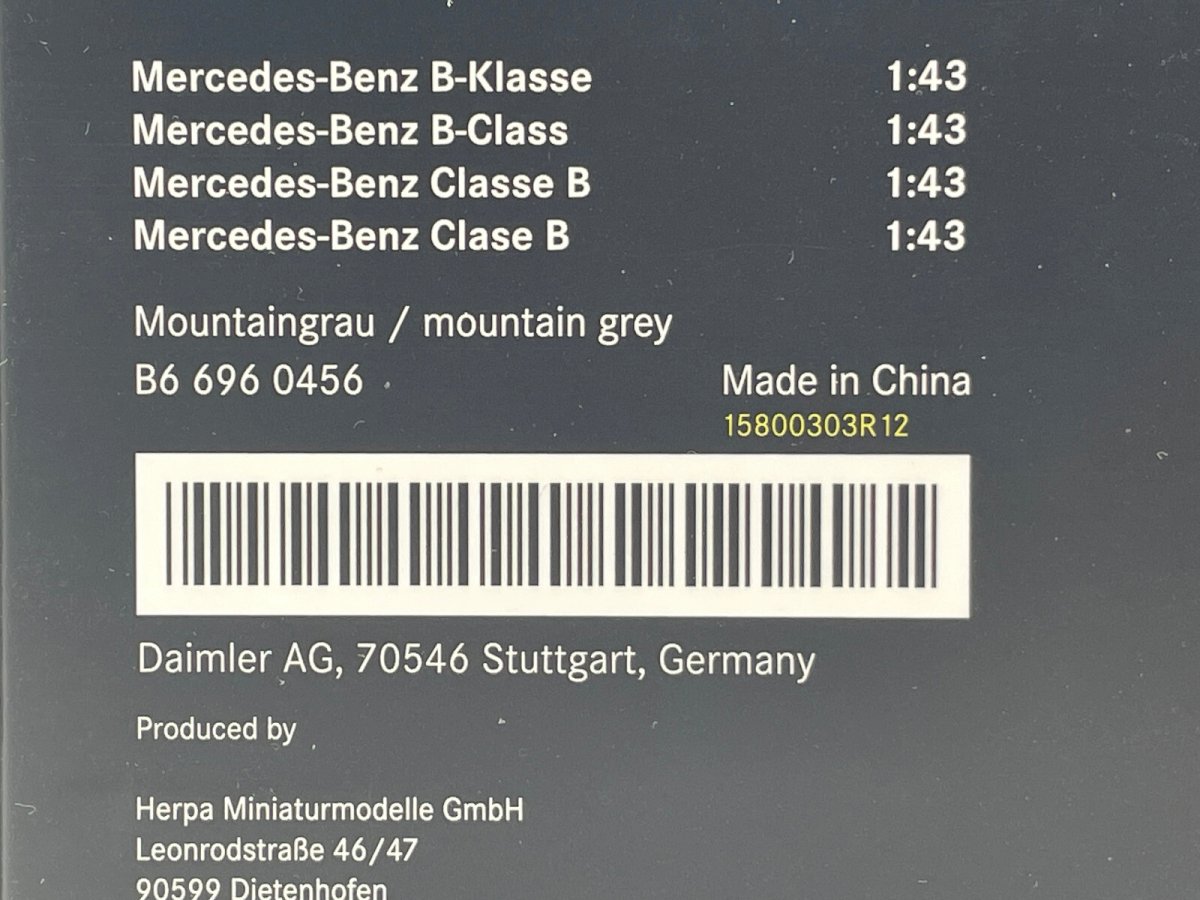 Mercedes-Benz B-Klasse 1:43
Mercedes-Benz B-Class 1:43
Mercedes-Benz Classe B 1:43
Mercedes-Benz Clase B 1:43
Mountaingrau / mountain grey
B6 696 0456 Made in China
15800303R12
Daimler AG, 70546 Stuttgart, Germany
Produced by
Herpa Miniaturmodelle GmbH
Leonrodstraße 46/47
90599 Dietenhofen